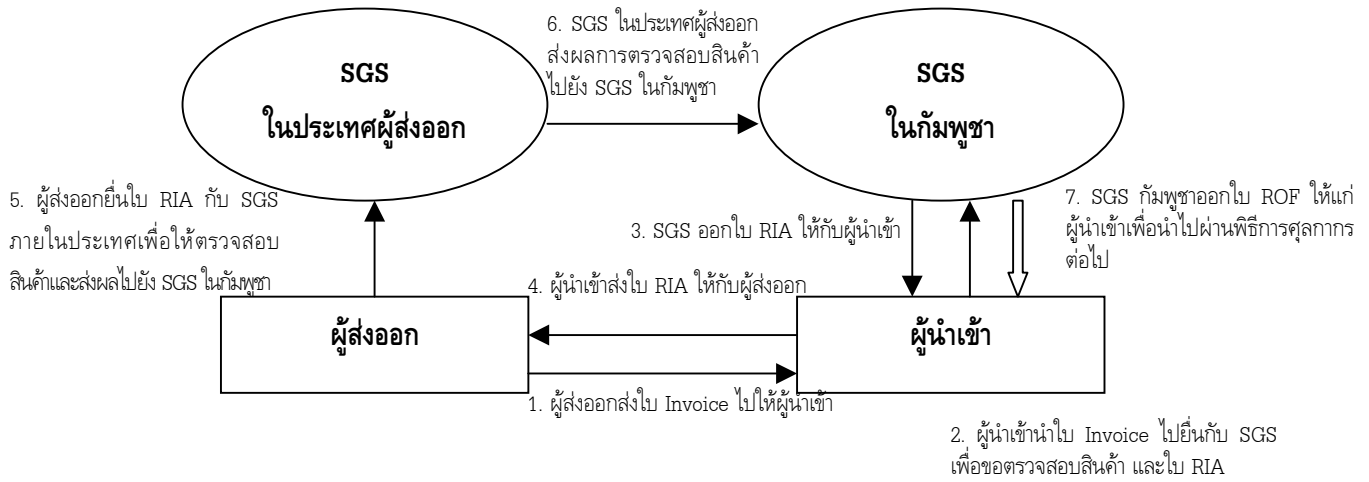 6. SGS ในประเทศผู้ส่งออก
ส่งผลการตรวจสอบสินค้า
ไปยัง SGS ในกัมพูชา
SGS
ในประเทศผู้ส่งออก
SGS
ในกัมพูชา
5. ผู้ส่งออกยื่นใบ RIA กับ SGS
ภายในประเทศเพื่อให้ตรวจสอบ
สินค้าและส่งผลไปยัง SGS ในกัมพูชา
3. SGS ออกใบ RIA ให้กับผู้นำเข้า
7. SGS กัมพูชาออกใบ ROF ให้แก่
ผู้นำเข้าเพื่อนำไปผ่านพิธีการศุลกากร
ต่อไป
4. ผู้นำเข้าส่งใบ RIA ให้กับผู้ส่งออก
ผู้ส่งออก
ผู้นำเข้า
1. ผู้ส่งออกส่งใบ Invoice ไปให้ผู้นำเข้า
2. ผู้นำเข้านำใบ Invoice ไปยื่นกับ SGS
เพื่อขอตรวจสอบสินค้า และใบ RIA